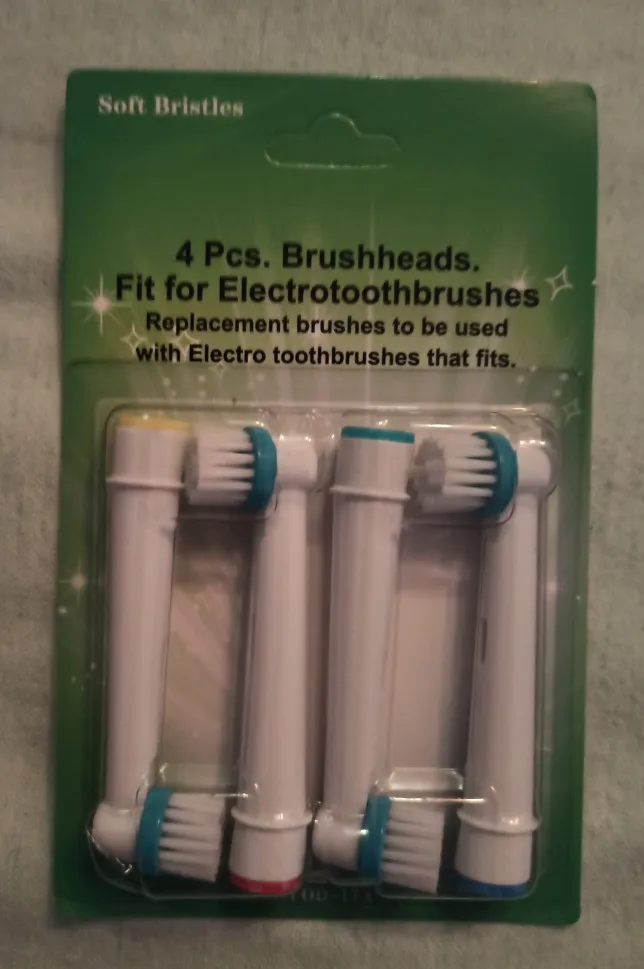 Soft Bristles
4 Pcs. Brushheads.
Fit for Electrotoothbrushes
Replacement brushes to be used
with Electro toothbrushes that fits.